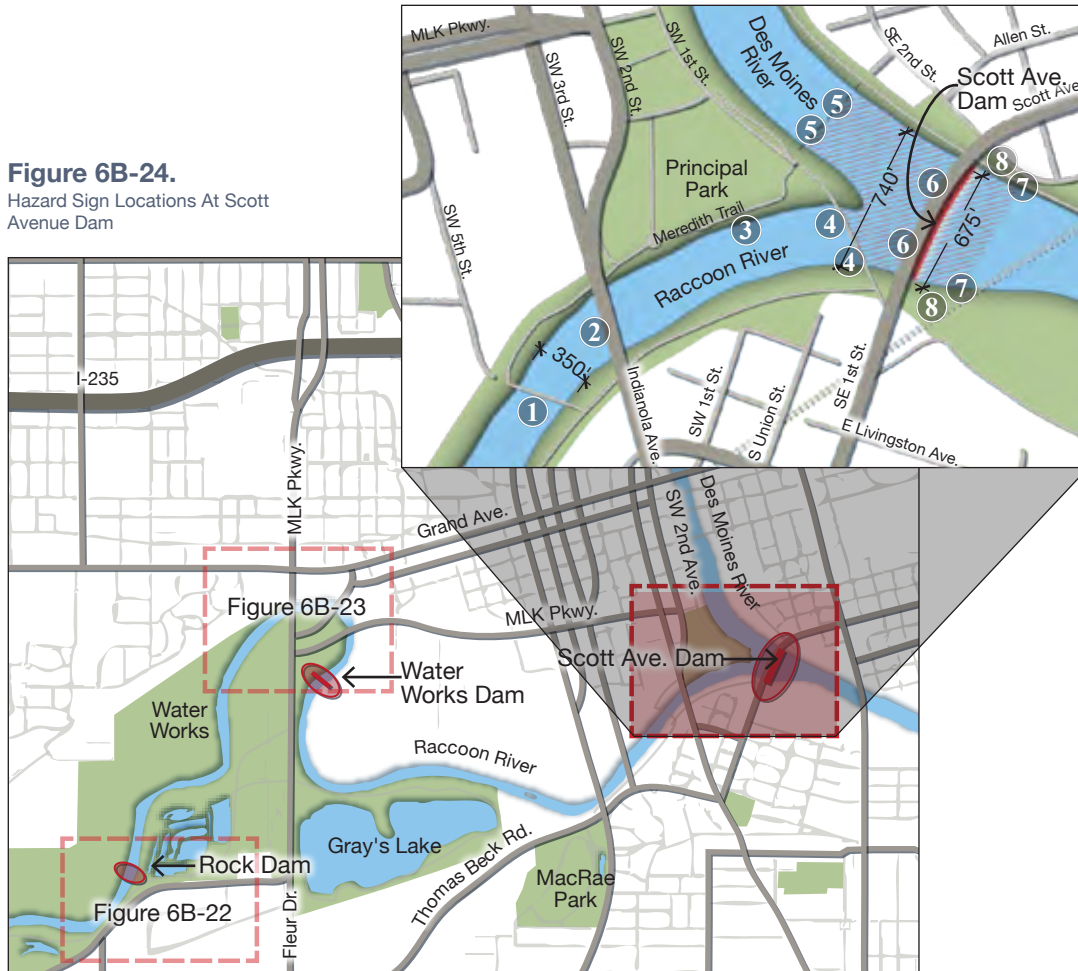 Figure 6B-24.
Hazard Sign Locations At Scott
Avenue Dam
MLK Pkwy.
SW 3rd St.
SW 2nd St.
SW 1st St.
Des Moines
River
SE 2nd St.
Allen St.
Scott Ave.
Dam
Scott Ave
5
5
Principal
Park
740'
6
8
7
SW 5th St.
Meredith Trail
3
4
6
675'
Raccoon River
4
7
8
2
350'
1
Indianola Ave.
SW 1st St.
S Union St.
SE 1st St.
E Livingston Ave.
I-235
MLK Pkwy.
Grand Ave.
SW 2nd Ave.
Des Moines River
Figure 6B-23
MLK Pkwy.
Scott Ave. Dam
Water
Works Dam
Water
Works
Raccoon River
Gray's Lake
Rock Dam
Thomas Beck Rd.
MacRae
Park
Figure 6B-22
Fleur Dr.